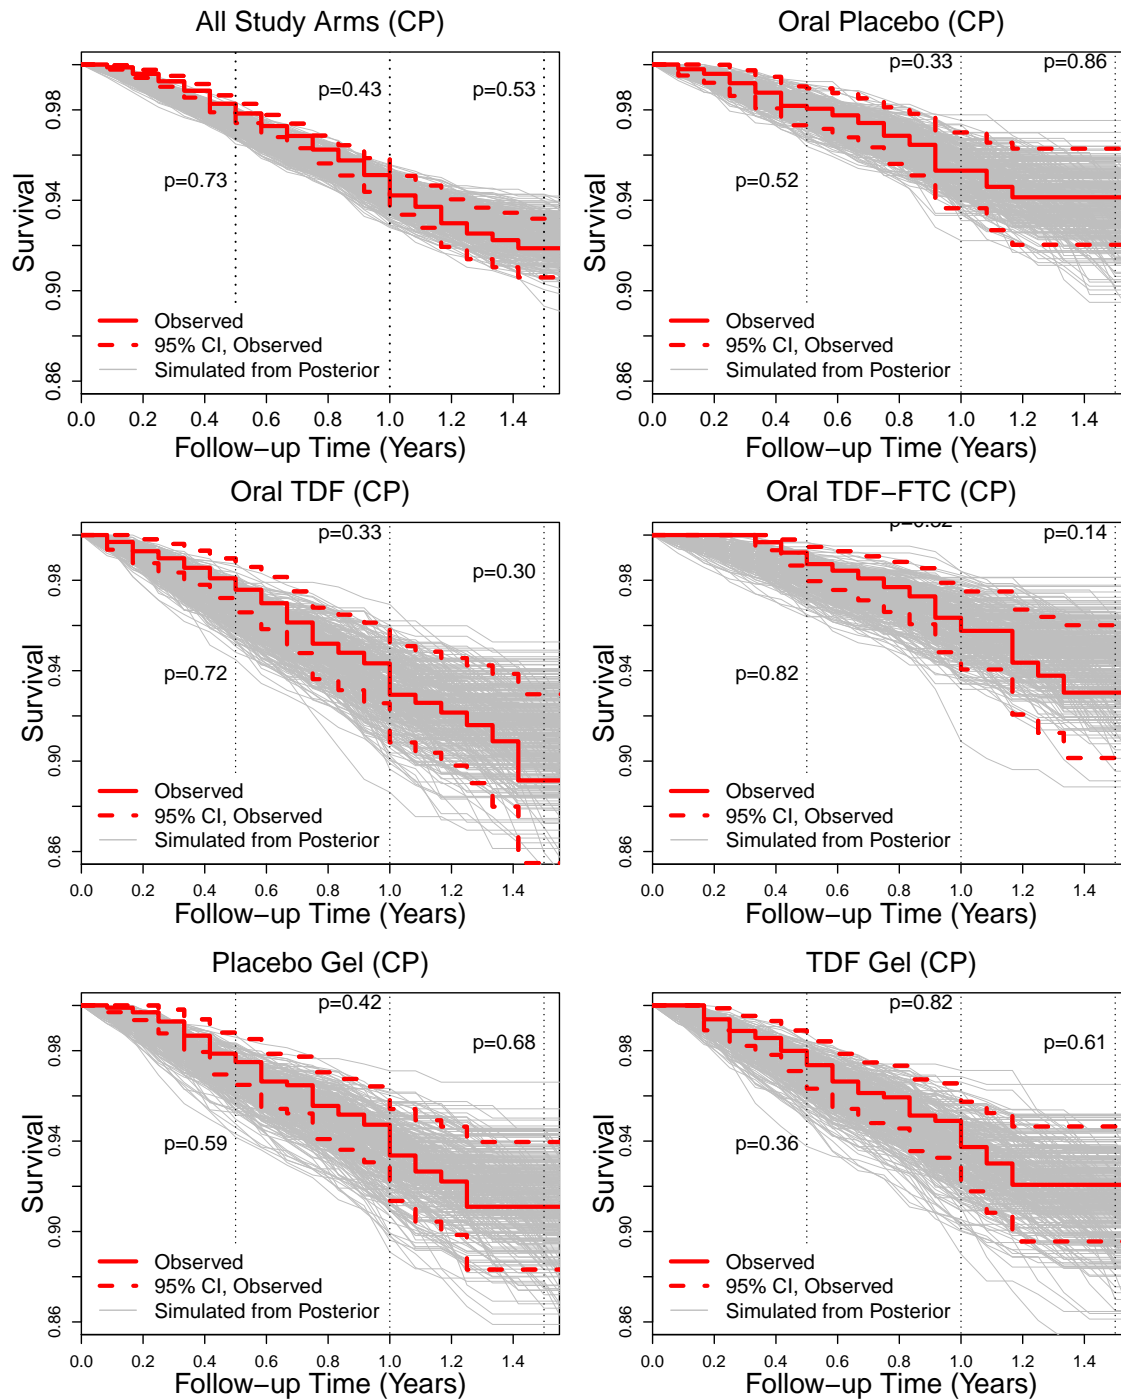 All Study Arms (CP)
Survival
0.98
0.94
0.90
0.86
p=0.73
p=0.43
p=0.53
Observed
95% CI, Observed
Simulated from Posterior
0.0 0.2 0.4 0.6 0.8 1.0 1.2 1.4
Follow−up Time (Years)
Oral Placebo (CP)
Survival
0.98
0.94
0.90
0.86
p=0.52
p=0.33
p=0.86
Observed
95% CI, Observed
Simulated from Posterior
0.0 0.2 0.4 0.6 0.8 1.0 1.2 1.4
Follow−up Time (Years)
Oral TDF (CP)
Survival
0.98
0.94
0.90
0.86
p=0.72
p=0.33
p=0.30
Observed
95% CI, Observed
Simulated from Posterior
0.0 0.2 0.4 0.6 0.8 1.0 1.2 1.4
Follow−up Time (Years)
Oral TDF−FTC (CP)
Survival
0.98
0.94
0.90
0.86
p=0.82
p=0.14
Observed
95% CI, Observed
Simulated from Posterior
0.0 0.2 0.4 0.6 0.8 1.0 1.2 1.4
Follow−up Time (Years)
Placebo Gel (CP)
Survival
0.98
0.94
0.90
0.86
p=0.59
p=0.42
p=0.68
Observed
95% CI, Observed
Simulated from Posterior
0.0 0.2 0.4 0.6 0.8 1.0 1.2 1.4
Follow−up Time (Years)
TDF Gel (CP)
Survival
0.98
0.94
0.90
0.86
p=0.36
p=0.82
p=0.61
Observed
95% CI, Observed
Simulated from Posterior
0.0 0.2 0.4 0.6 0.8 1.0 1.2 1.4
Follow−up Time (Years)